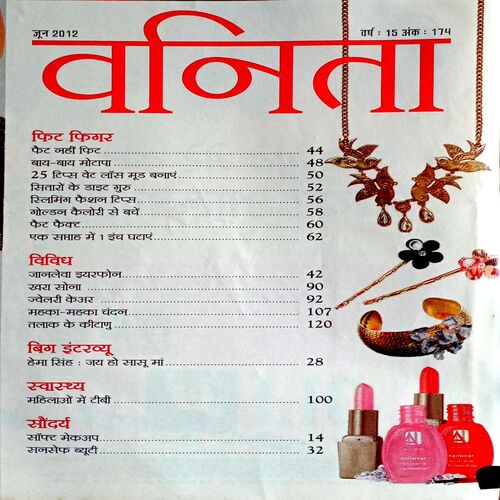 जून 2012
वर्ष : 15 अंक : 174
वनिता
फिट फिगर
फैट नहीं फिट 44
बाय-बाय मोटापा 48
25 टिप्स वेट लॉस मूड बनाएं 50
सितारों के डाइट गुरु 52
स्लिमिंग फैशन टिप्स 56
गोल्डन कैलोरी से बचें 58
फैट फैक्ट 60
एक सप्ताह में 1 इंच घटाएं 62
विविध
जानलेवा इयरफोन 42
खरा सोना 90
ज्वेलरी केअर 92
महका-महका चंदन 107
तलाक के कीटाणु 120
बिग इंटरव्यू
हेमा सिंह : जय हो सासू मां 28
स्वास्थ्य
महिलाओं में टीबी 100
सौंदर्य
सॉफ्ट मेकअप 14
सनसेफ ब्यूटी 32
nailwear
nailwear